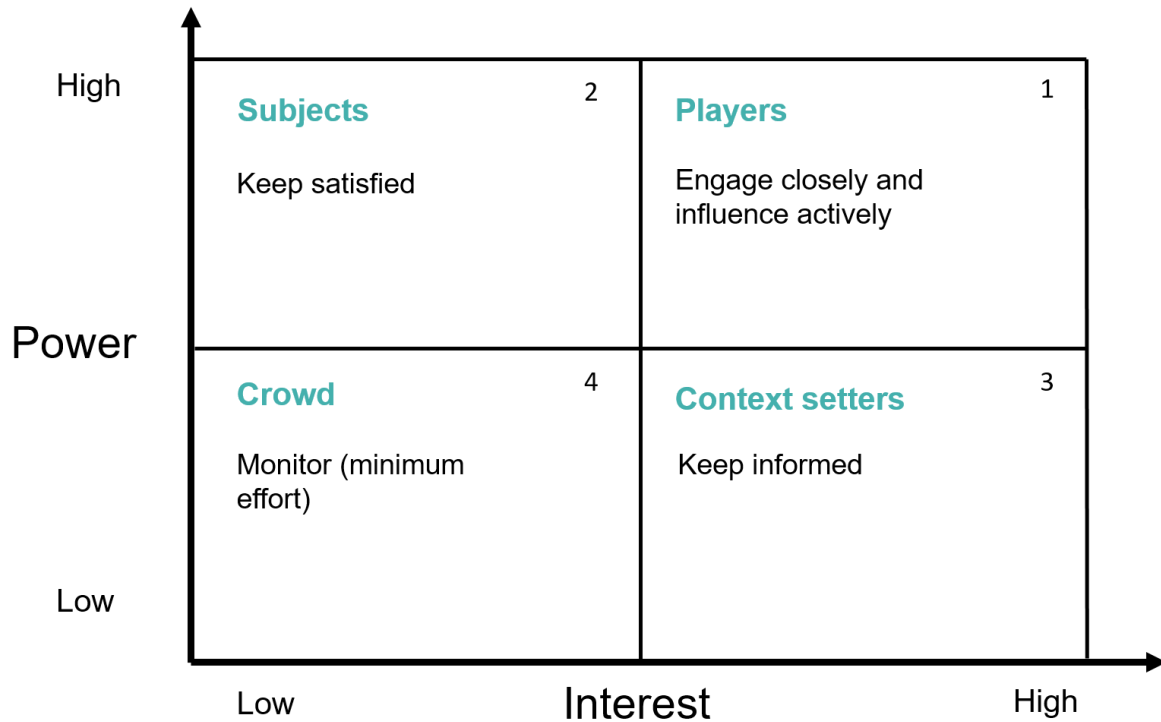 High
Subjects
2
Keep satisfied
Players
1
Engage closely and
influence actively
Power
Crowd
4
Monitor (minimum
effort)
Context setters
3
Keep informed
Low
Low
Interest
High